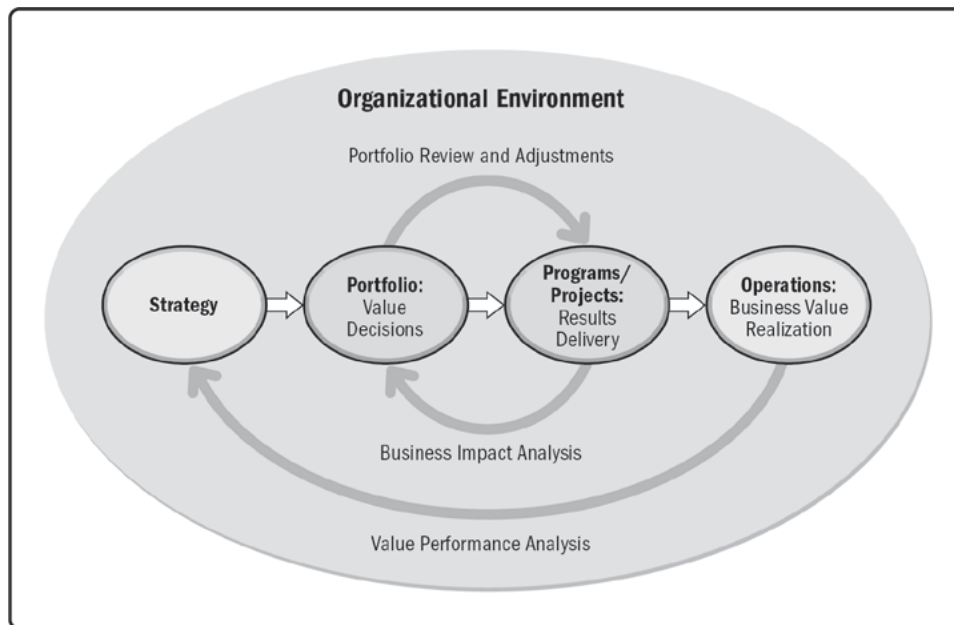 Organizational Environment
Portfolio Review and Adjustments
Strategy
Portfolio:
Value
Decisions
Programs/
Projects:
Results
Delivery
Operations:
Business Value
Realization
Business Impact Analysis
Value Performance Analysis